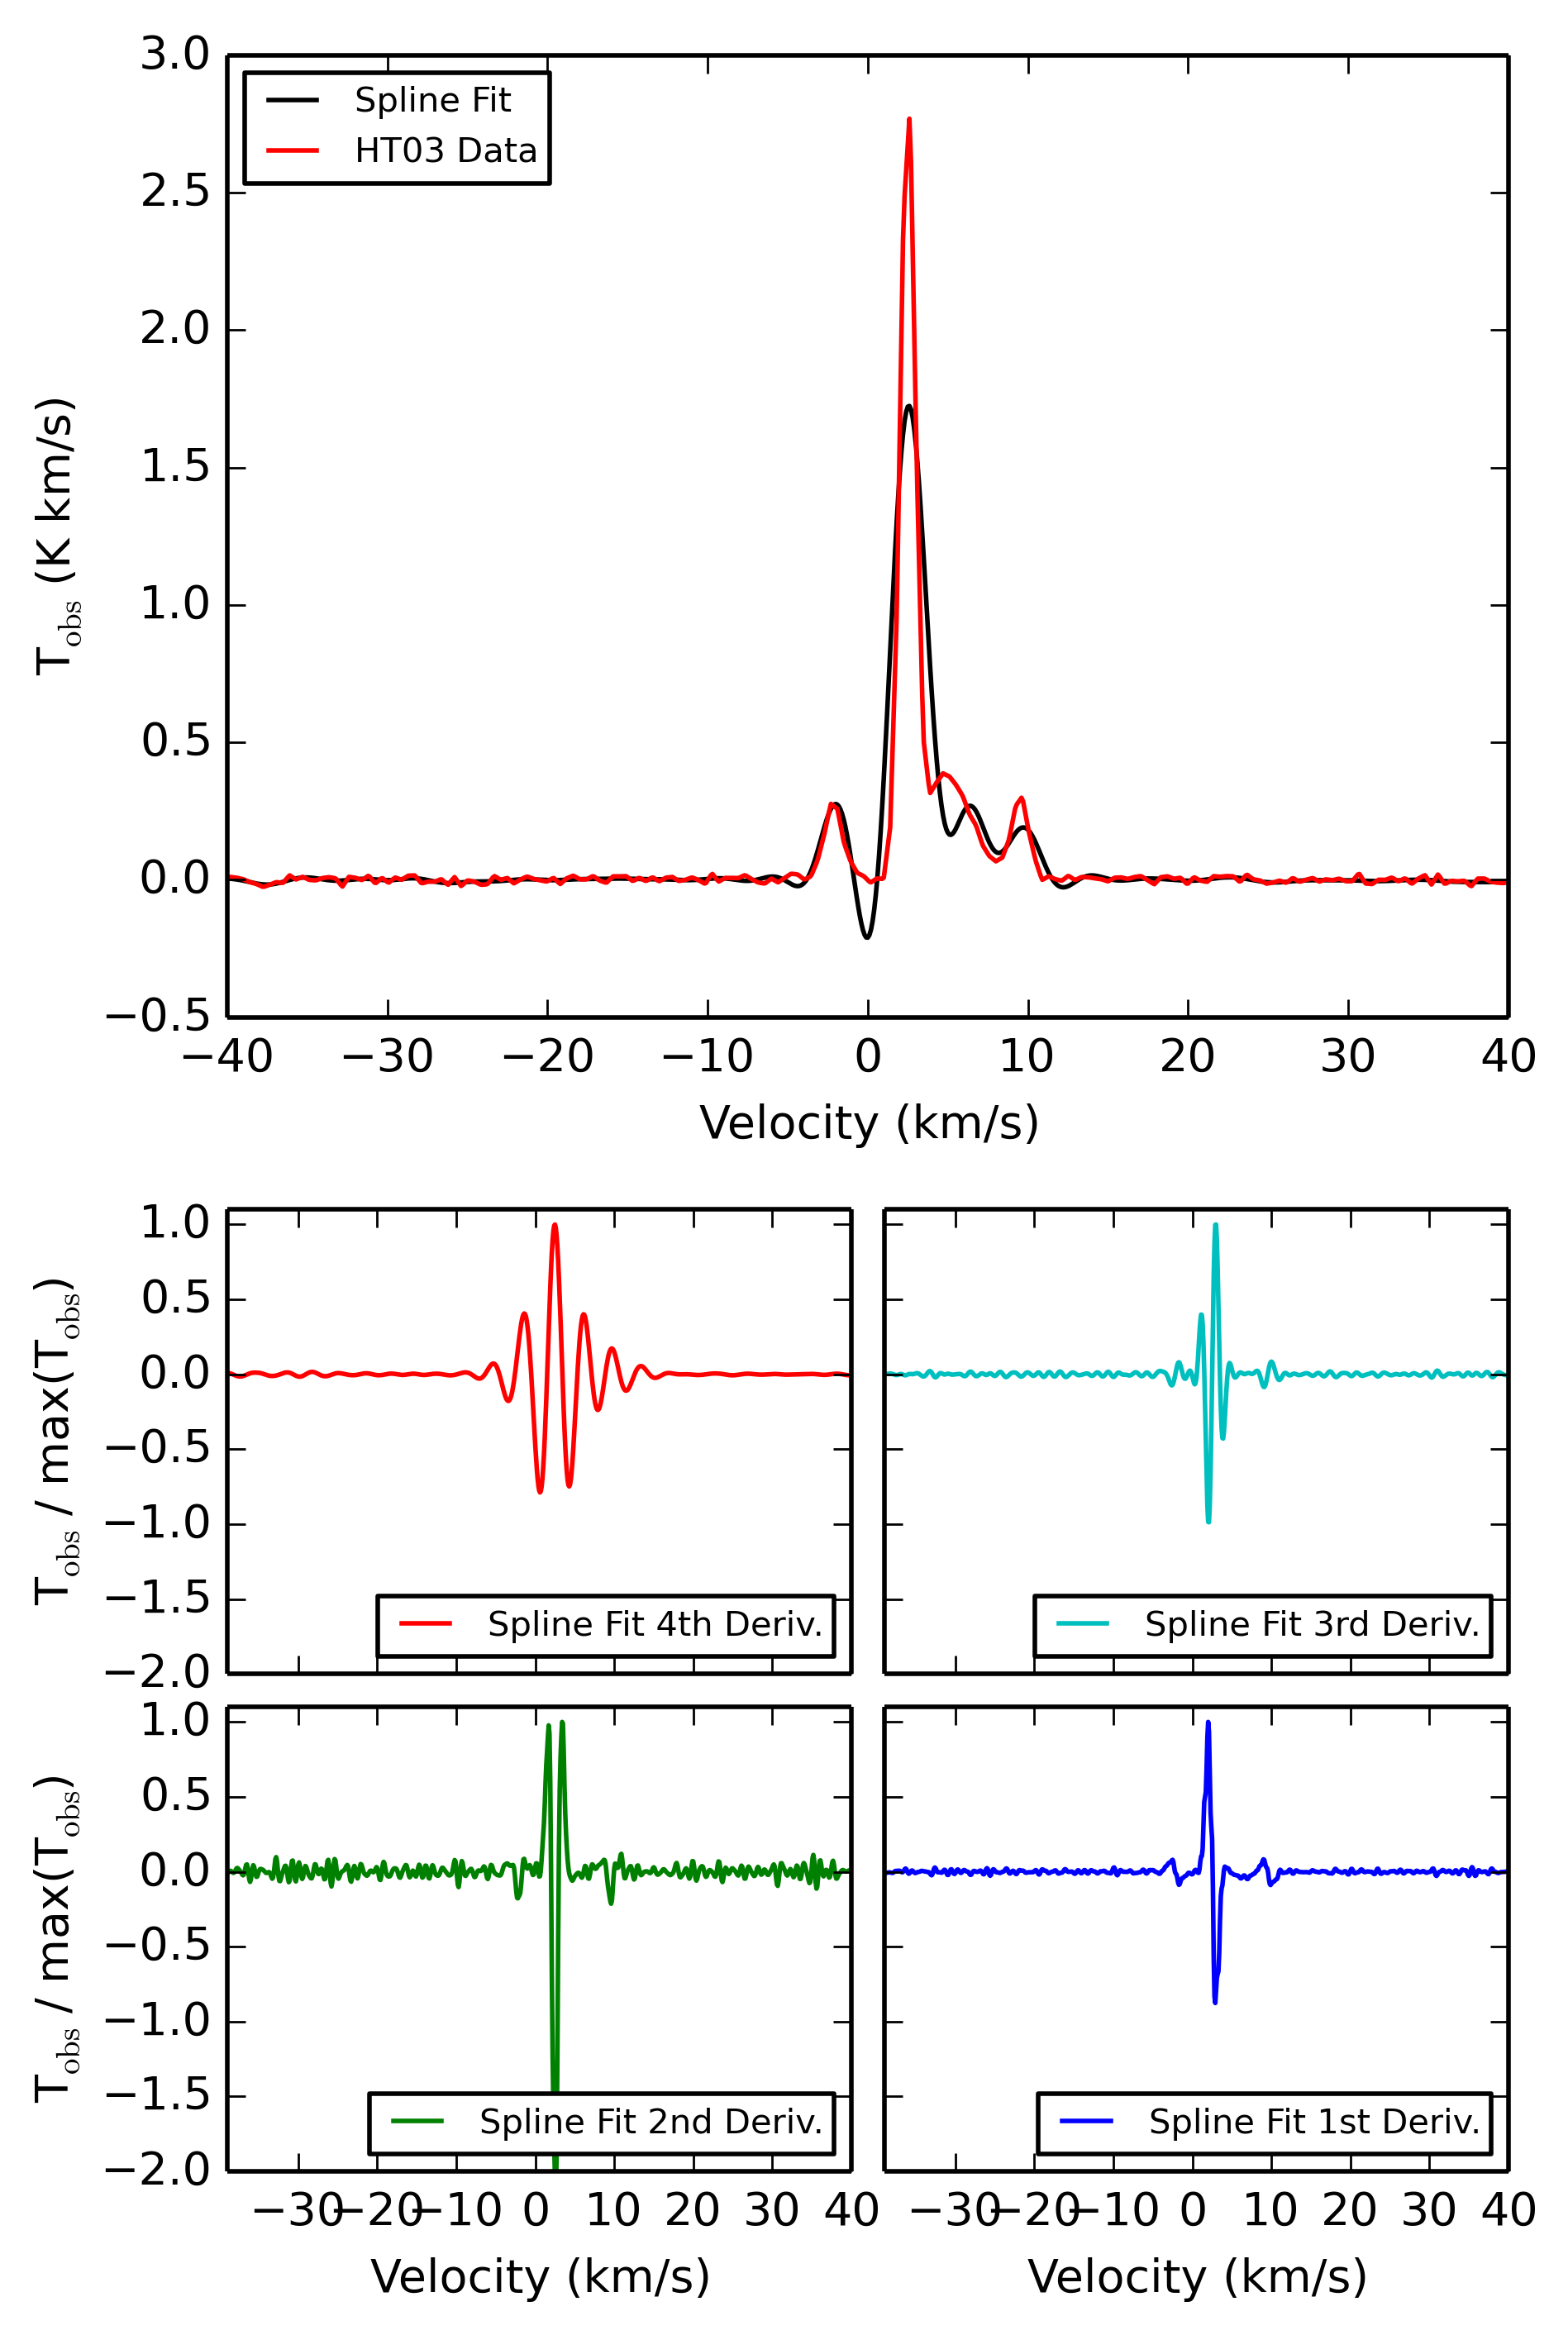 3.0
2.5
2.0
1.5
1.0
0.5
0.0
−0.5
T_obs (K km/s)
Spline Fit
HT03 Data
−40 −30 −20 −10 0 10 20 30 40
Velocity (km/s)
1.0
0.5
0.0
−0.5
−1.0
−1.5
−2.0
T_obs / max(T_obs)
Spline Fit 4th Deriv.
Spline Fit 3rd Deriv.
1.0
0.5
0.0
−0.5
−1.0
−1.5
−2.0
T_obs / max(T_obs)
Spline Fit 2nd Deriv.
Spline Fit 1st Deriv.
−30 −20 −10 0 10 20 30 40
−30 −20 −10 0 10 20 30 40
Velocity (km/s)
Velocity (km/s)